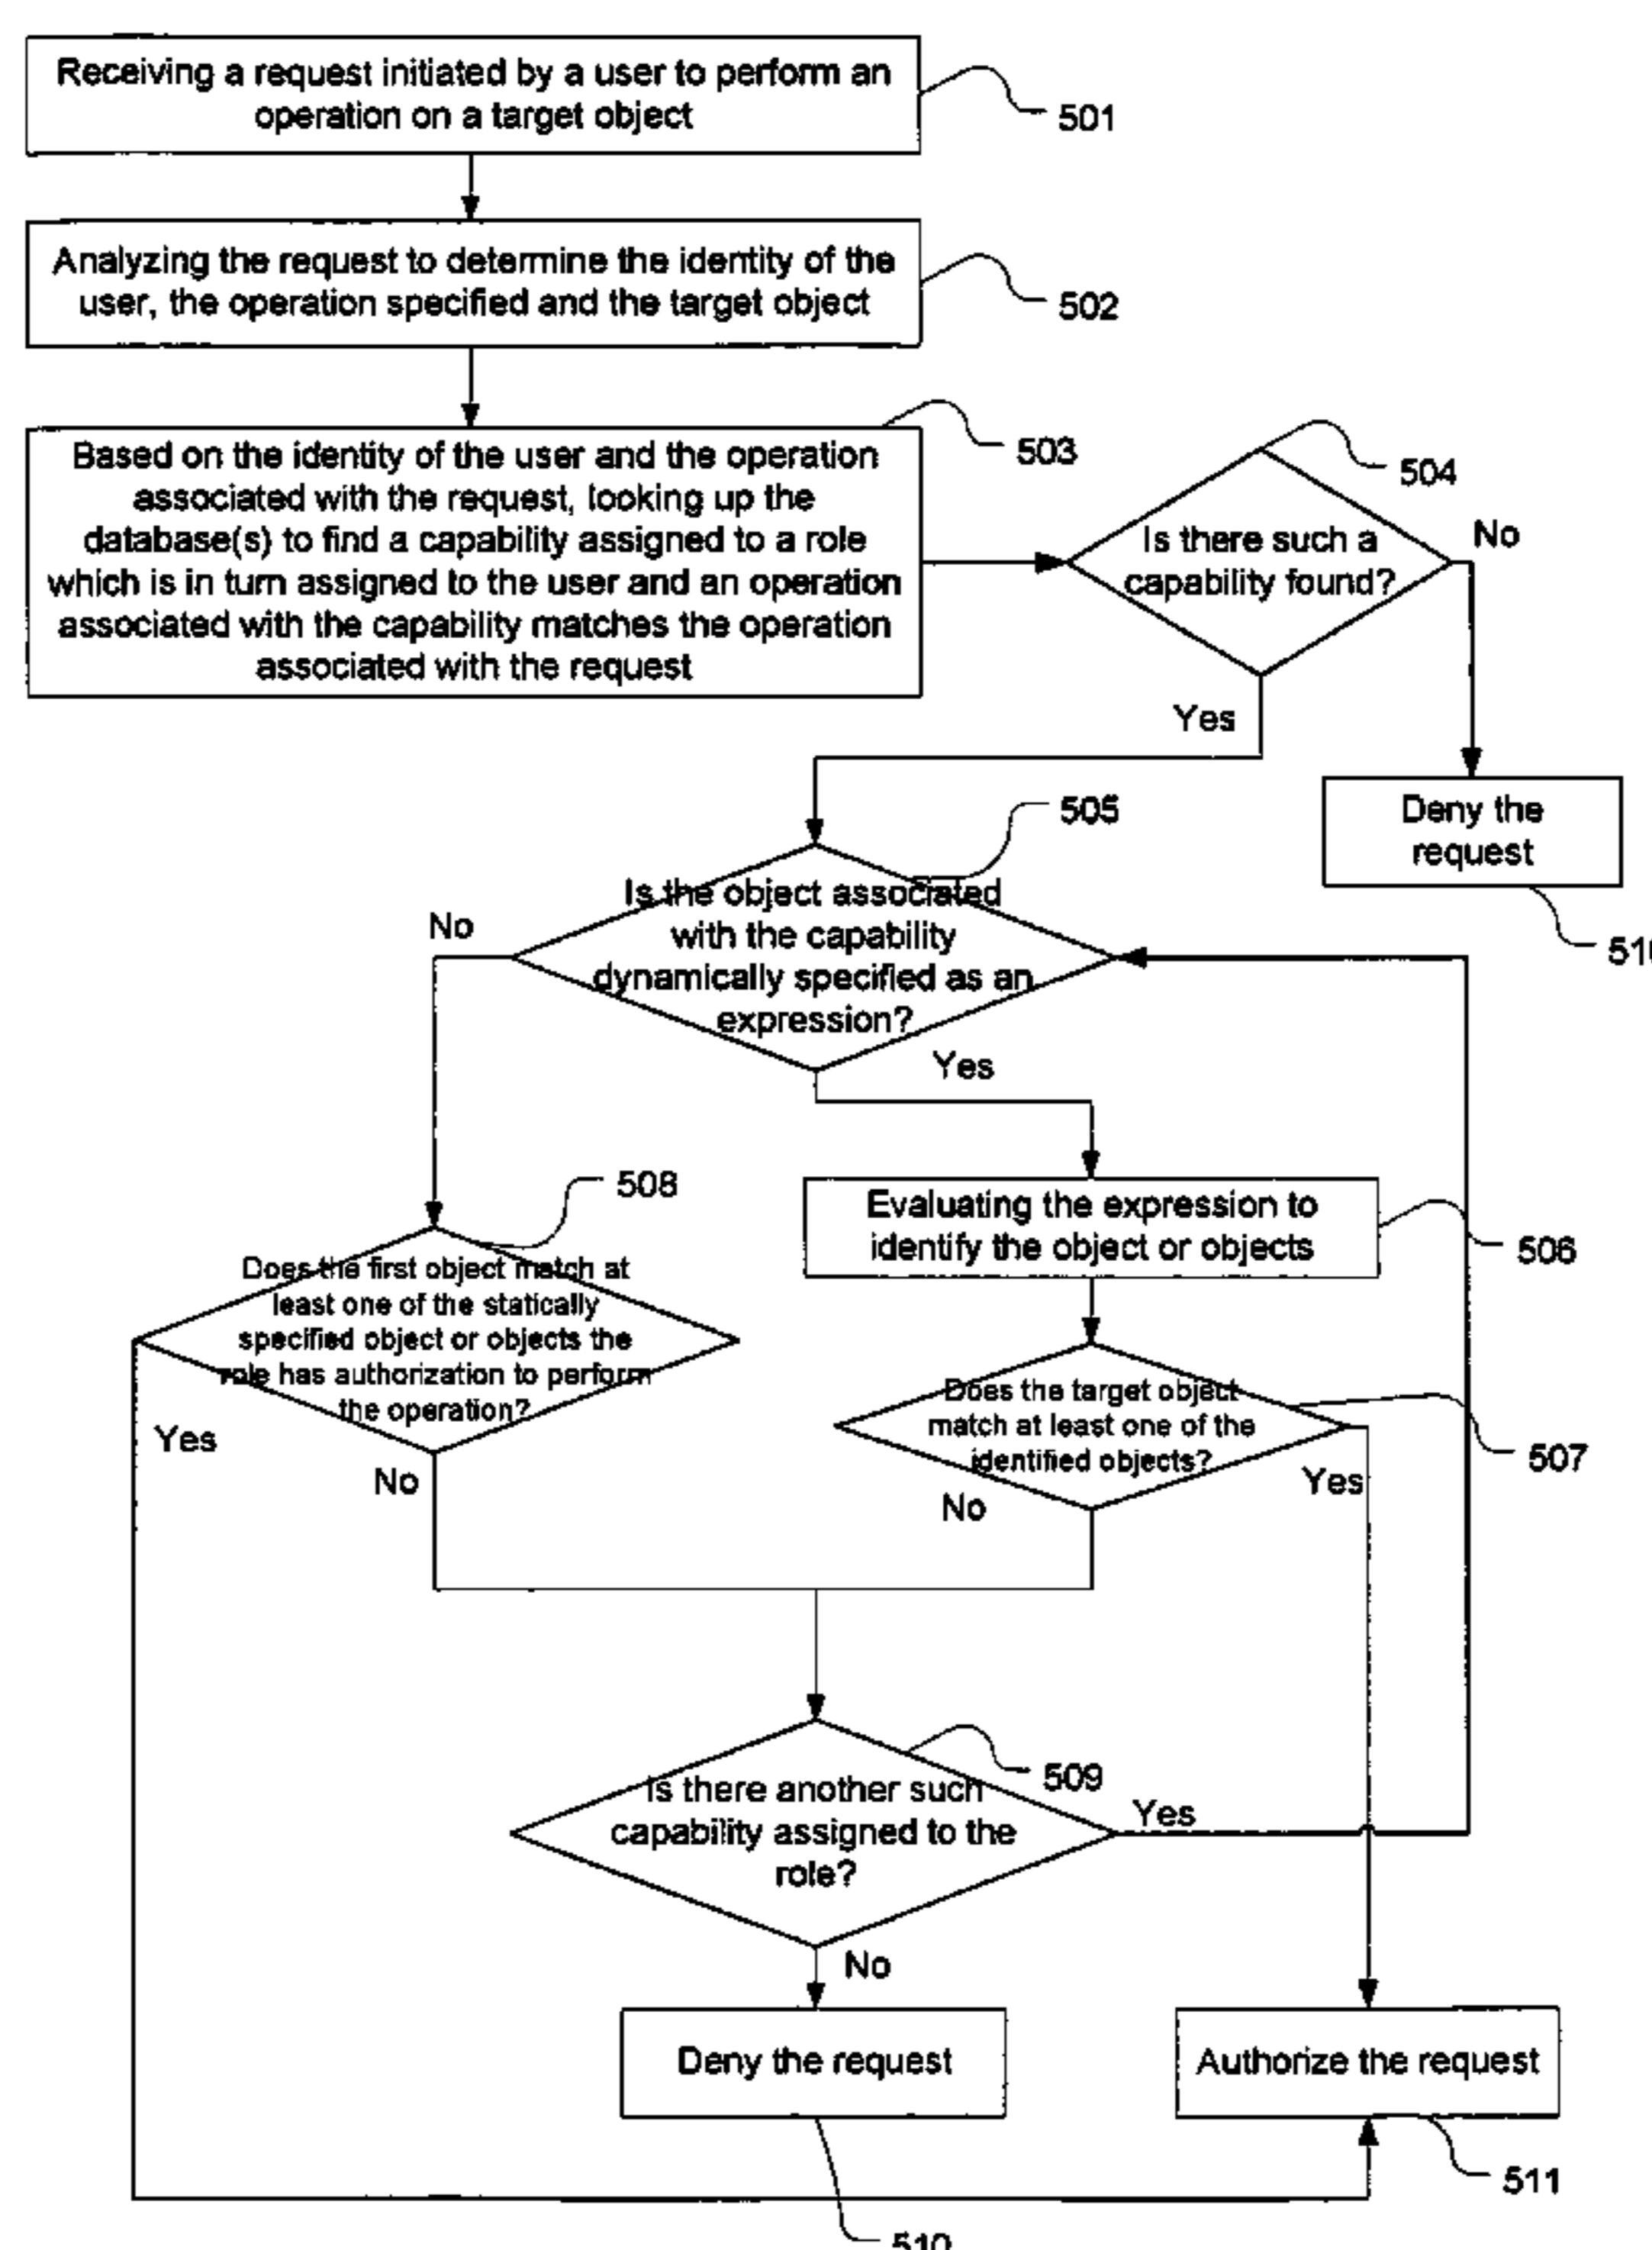 Receiving a request initiated by a user to perform an
operation on a target object
501
Analyzing the request to determine the identity of the
user, the operation specified and the target object
502
Based on the identity of the user and the operation
associated with the request, looking up the
database(s) to find a capability assigned to a role
which is in turn assigned to the user and an operation
associated with the capability matches the operation
associated with the request
503
504
Is there such a
capability found?
No
Yes
Deny the
request
505
Is the object associated
with the capability
dynamically specified as an
expression?
No
Yes
508
Does the first object match at
least one of the statically
specified object or objects the
role has authorization to perform
the operation?
Yes
No
Evaluating the expression to
identify the object or objects
506
Does the target object
match at least one of the
identified objects?
507
Yes
No
509
Is there another such
capability assigned to the
role?
Yes
No
Deny the request
Authorize the request
511
510